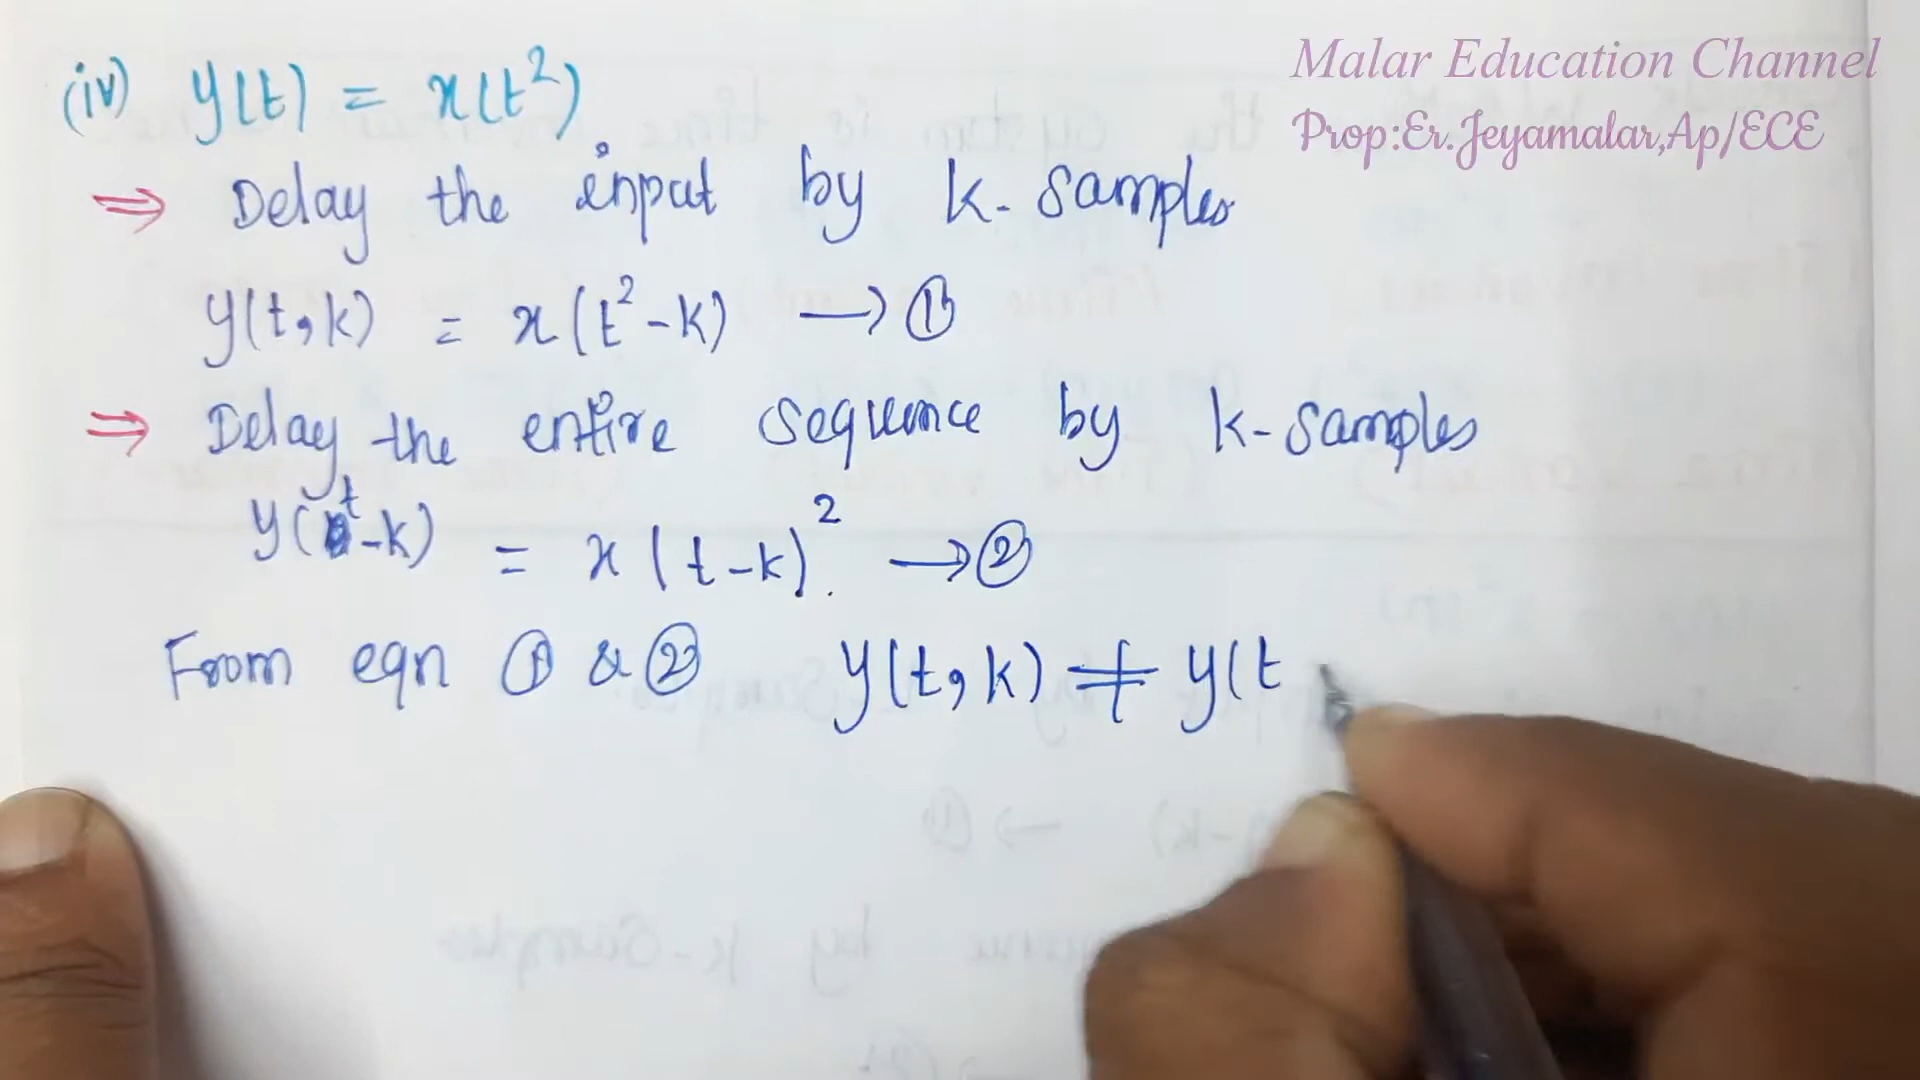 Malar Education Channel
Prop:Er.Jeyamalar,Ap/ECE
(iv) y(t) = x(t²)
⇒ Delay the input by k-samples
y(t,k) = x(t²-k) → ①
⇒ Delay the entire sequence by k-samples
y(t-k) = x(t-k)² → ②
From eqn ① & ② y(t,k) ≠ y(t